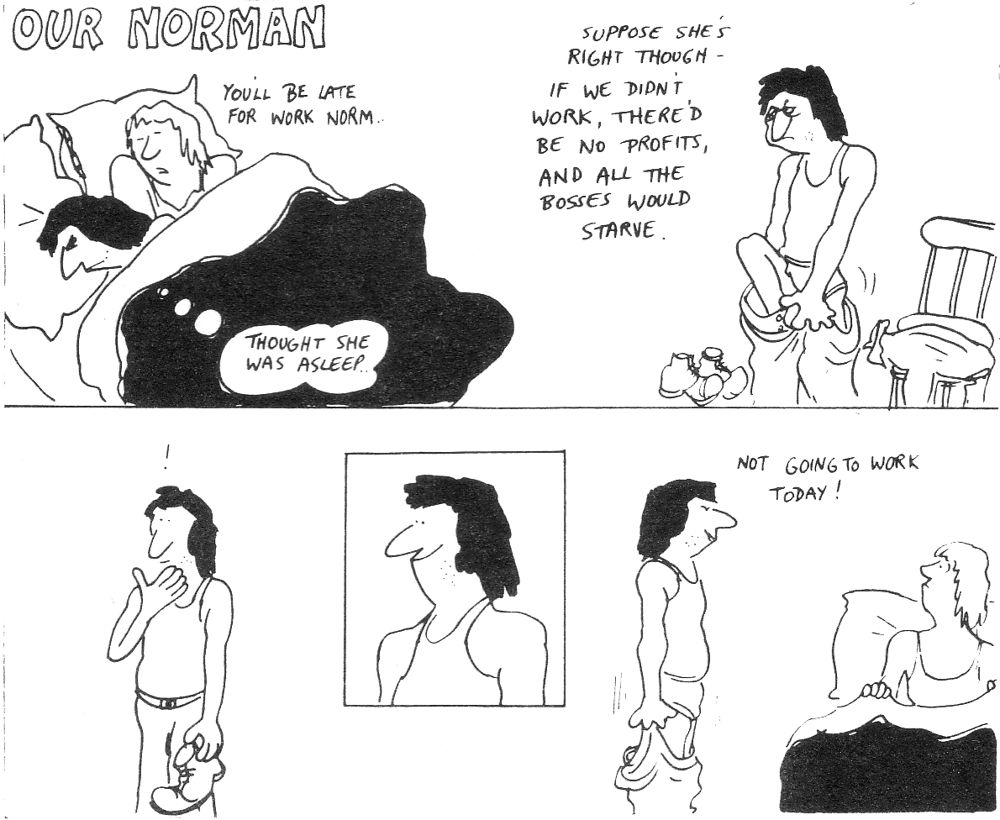 OUR NORMAN
YOU'LL BE LATE
FOR WORK NORM..
THOUGHT SHE
WAS ASLEEP..
SUPPOSE SHE'S
RIGHT THOUGH -
IF WE DIDN'T
WORK, THERE'D
BE NO PROFITS,
AND ALL THE
BOSSES WOULD
STARVE.
!
NOT GOING TO WORK
TODAY!